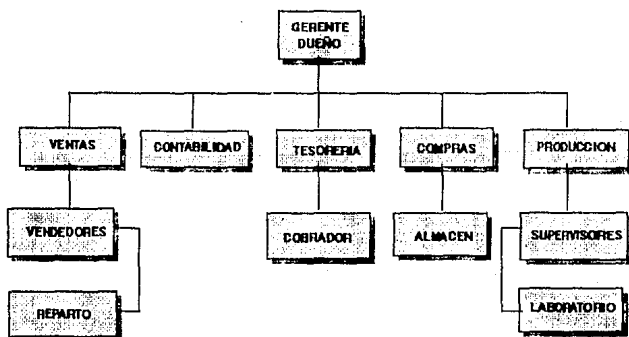 GERENTE
DUEÑO
VENTAS
CONTABILIDAD
TESORERIA
COMPRAS
PRODUCCION
VENDEDORES
COBRADOR
ALMACEN
SUPERVISORES
REPARTO
LABORATORIO